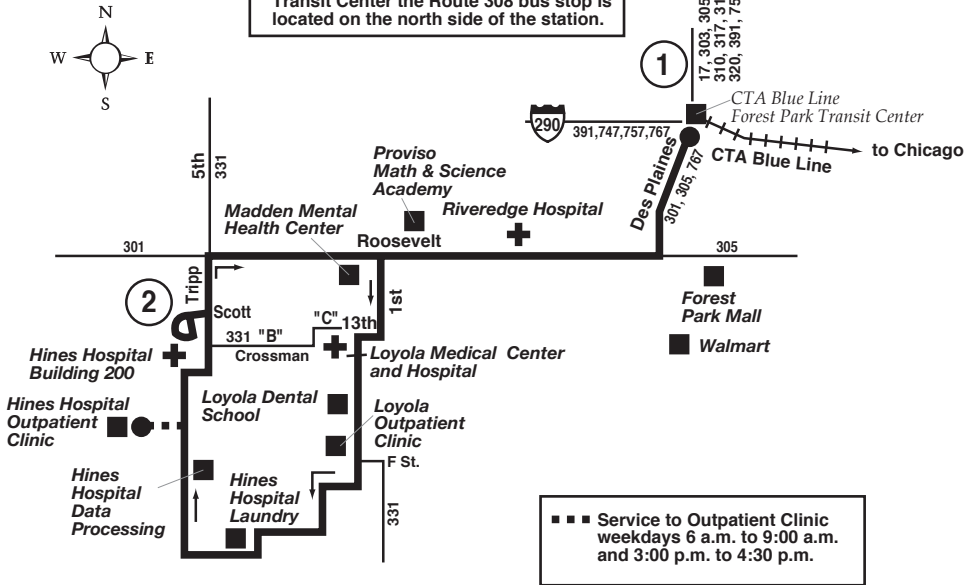 Transit Center the Route 308 bus stop is
located on the north side of the station.
N
W E
S
1
17, 303, 305
310, 317, 31
320, 391, 75
CTA Blue Line
Forest Park Transit Center
290
391,747,757,767
CTA Blue Line
to Chicago
Des Plaines
301, 305, 767
5th
331
Proviso
Math & Science
Academy
Madden Mental
Health Center
Riveredge Hospital
Roosevelt
301
305
Tripp
2
Scott
1st
"C" 13th
331 "B"
Crossman
Forest
Park Mall
Walmart
Hines Hospital
Building 200
Loyola Medical Center
and Hospital
Hines Hospital
Outpatient
Clinic
Loyola Dental
School
Loyola
Outpatient
Clinic
F St.
331
Hines
Hospital
Data
Processing
Hines
Hospital
Laundry
Service to Outpatient Clinic
weekdays 6 a.m. to 9:00 a.m.
and 3:00 p.m. to 4:30 p.m.